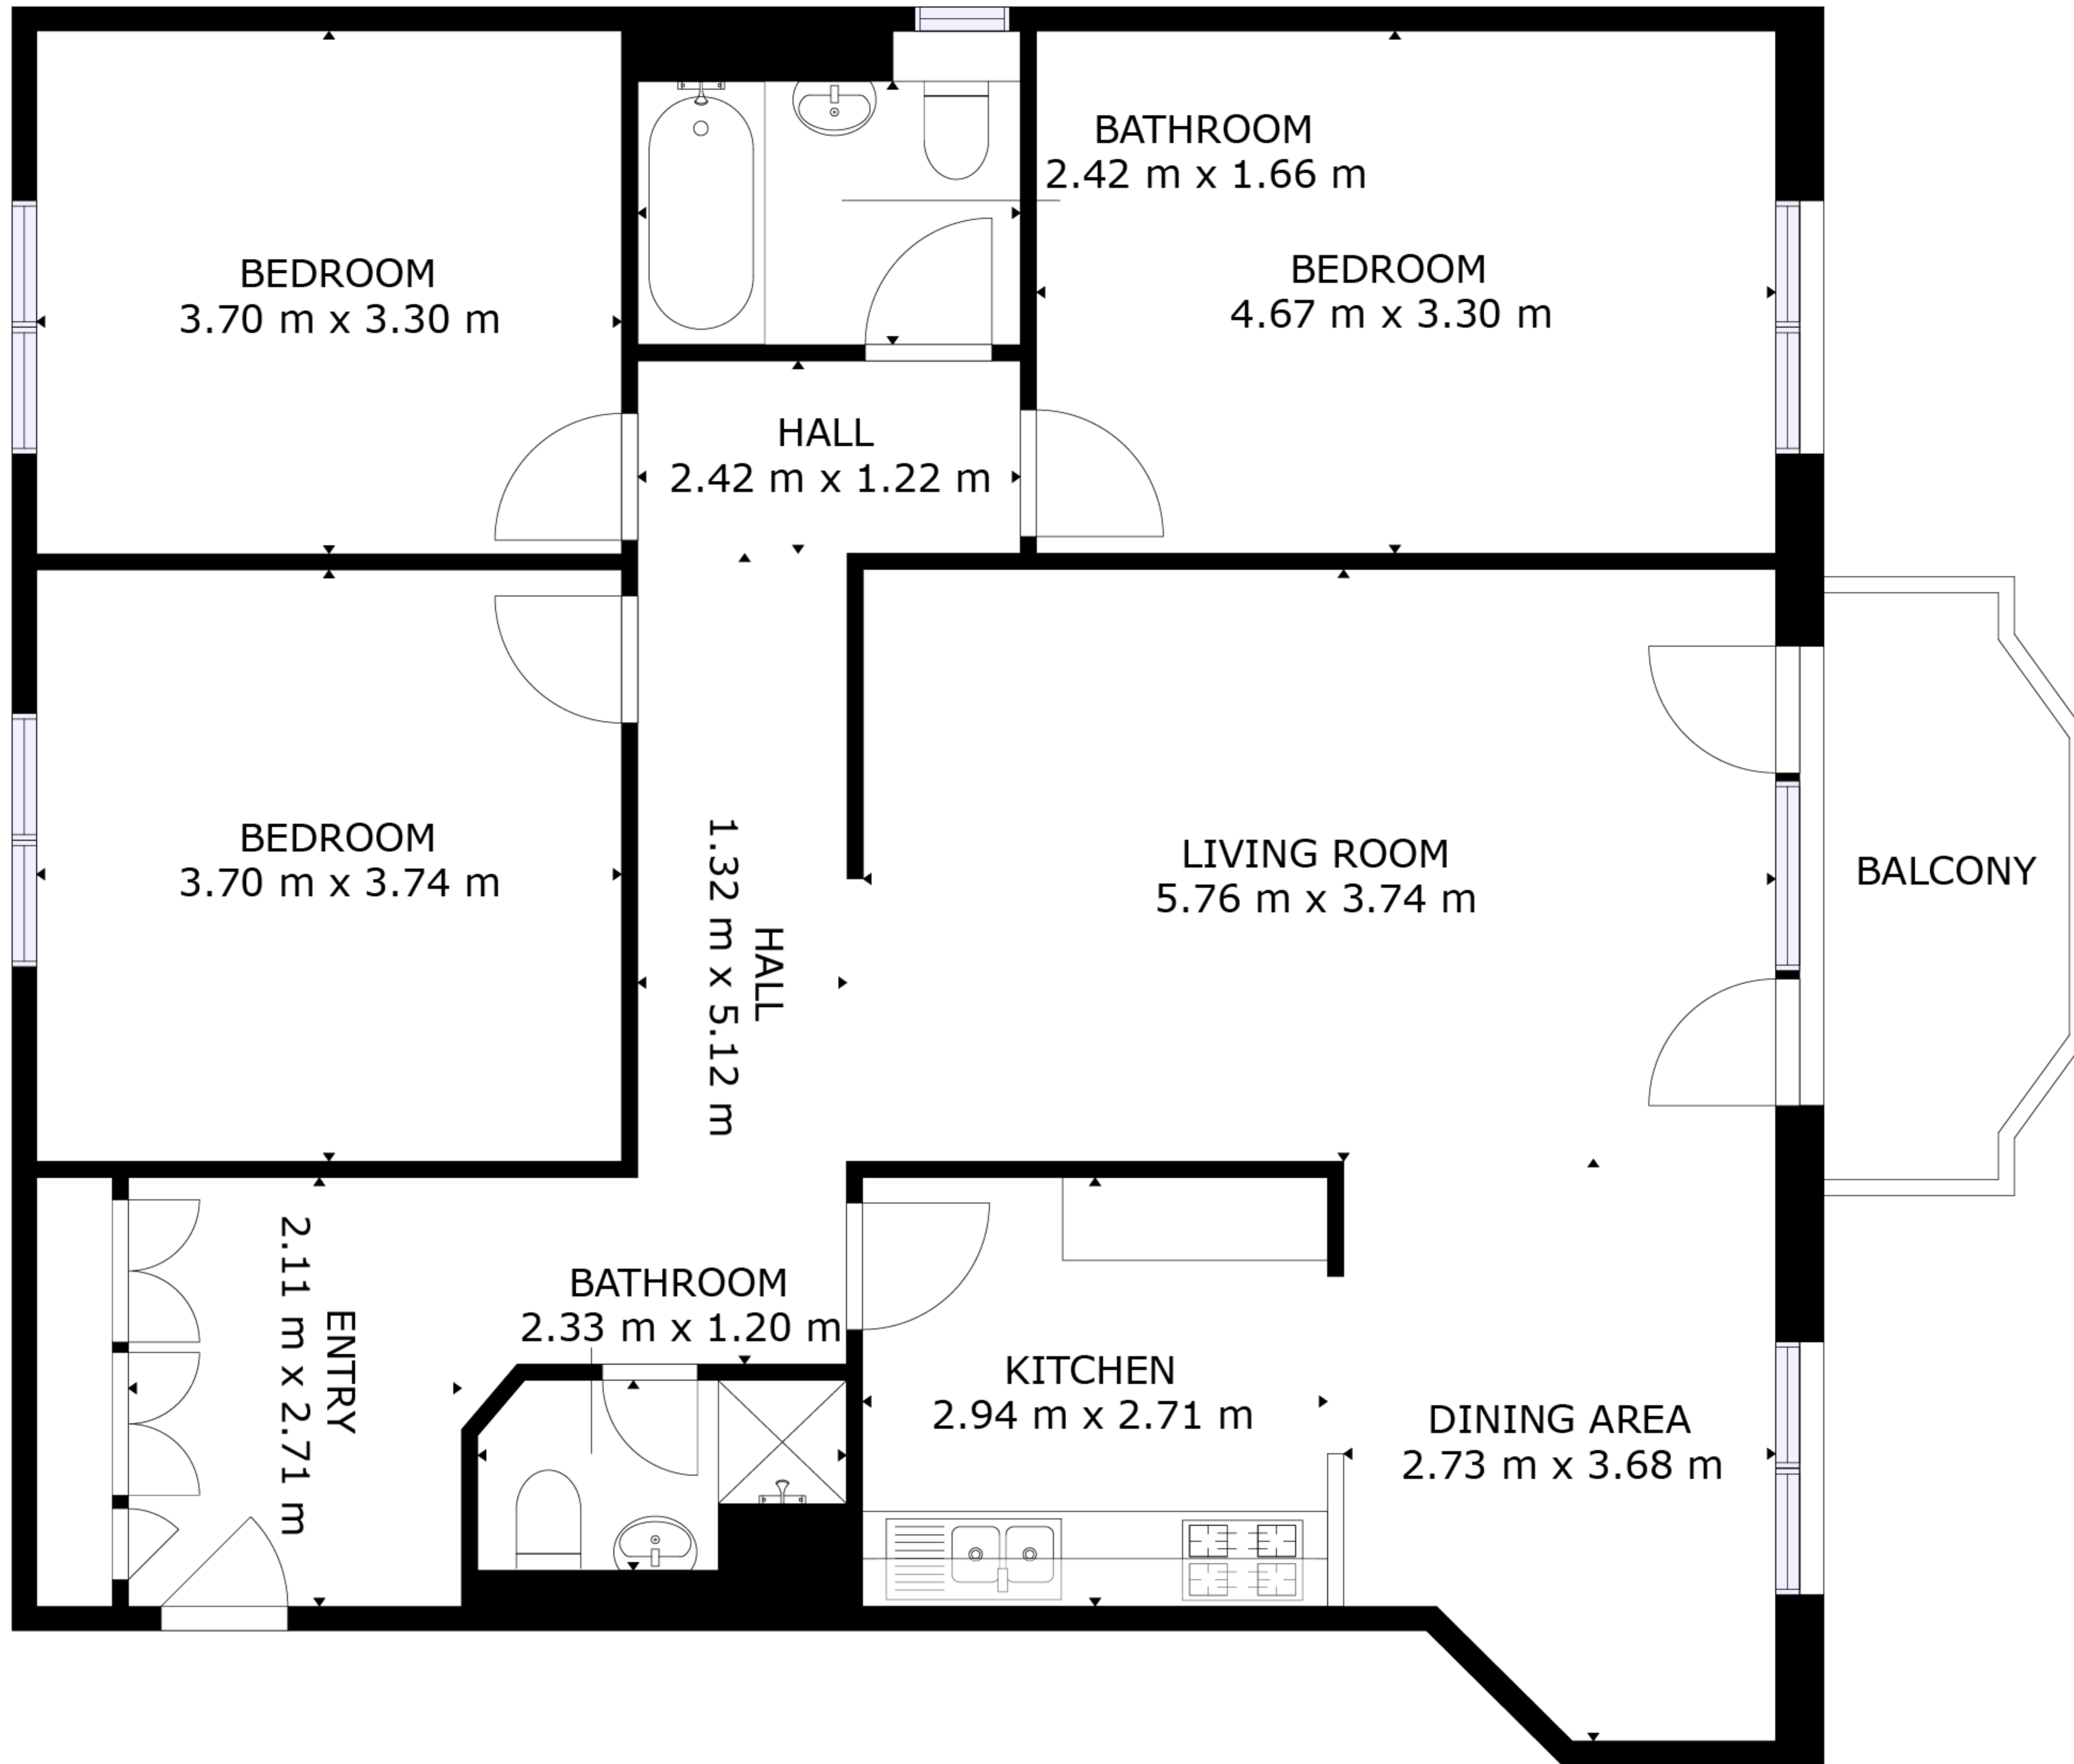 BATHROOM
2.42 m x 1.66 m
BEDROOM
3.70 m x 3.30 m
BEDROOM
4.67 m x 3.30 m
HALL
2.42 m x 1.22 m
BEDROOM
3.70 m x 3.74 m
HALL
1.32 m x 5.12 m
LIVING ROOM
5.76 m x 3.74 m
BALCONY
ENTRY
2.11 m x 2.71 m
BATHROOM
2.33 m x 1.20 m
KITCHEN
2.94 m x 2.71 m
DINING AREA
2.73 m x 3.68 m